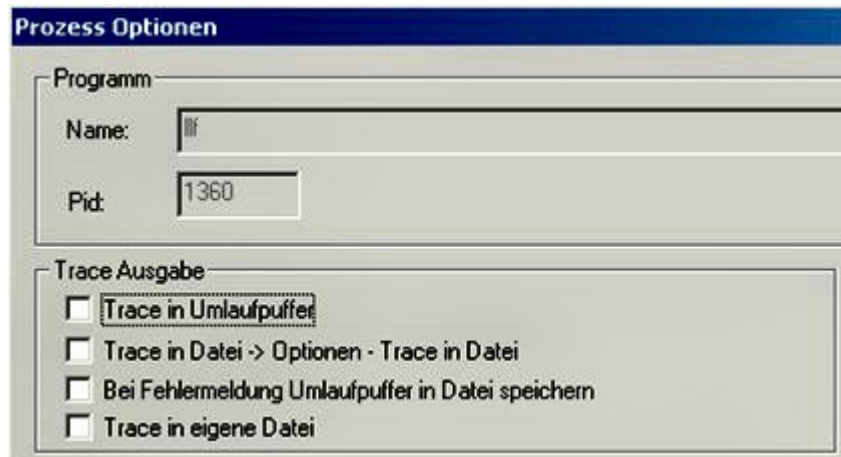 Prozess Optionen
Programm
Name: llf
Pid: 1360
Trace Ausgabe
Trace in Umlaufpuffer
Trace in Datei -> Optionen - Trace in Datei
Bei Fehlermeldung Umlaufpuffer in Datei speichern
Trace in eigene Datei